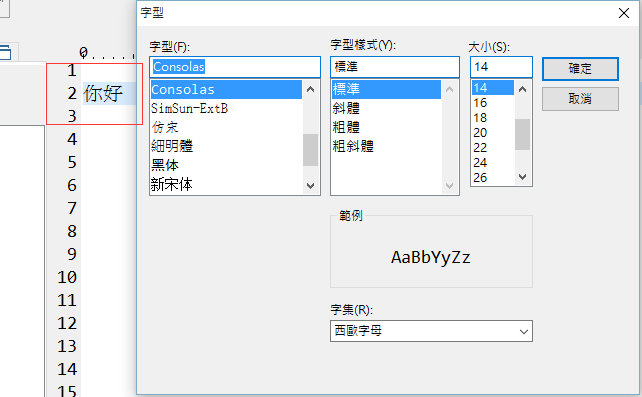 字型
0
1
2 你好
3
4
5
6
7
8
9
10
11
12
13
14
15
字型(F):
Consolas
Consolas
SimSun-ExtB
仿宋
細明體
黑体
新宋体
字型樣式(Y):
標準
標準
斜體
粗體
粗斜體
大小(S):
14
14
16
18
20
22
24
26
確定
取消
範例
AaBbYyZz
字集(R):
西歐字母